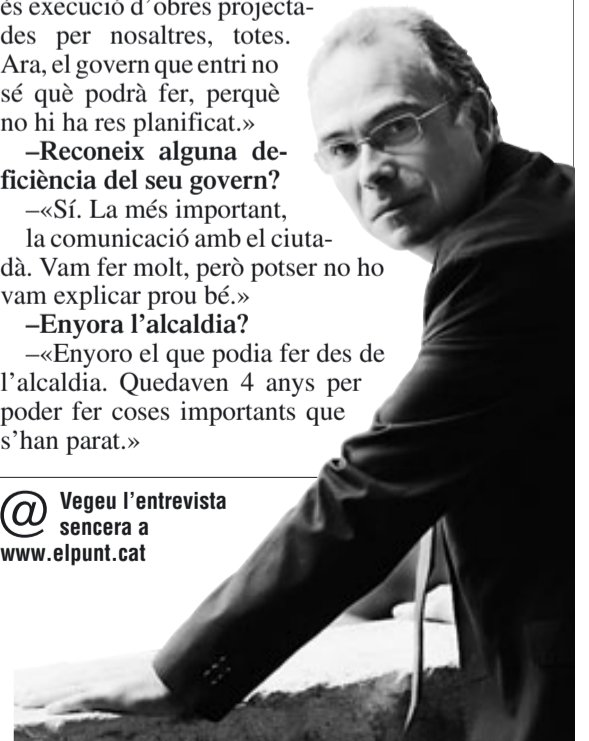 és execució d'obres projecta-
des per nosaltres, totes.
Ara, el govern que entri no
sé què podrà fer, perquè
no hi ha res planificat.»
–Reconeix alguna de-
ficiència del seu govern?
–«Sí. La més important,
la comunicació amb el ciuta-
dà. Vam fer molt, però potser no ho
vam explicar prou bé.»
–Enyora l'alcaldia?
–«Enyoro el que podia fer des de
l'alcaldia. Quedaven 4 anys per
poder fer coses importants que
s'han parat.»
@ Vegeu l'entrevista
sencera a
www.elpunt.cat